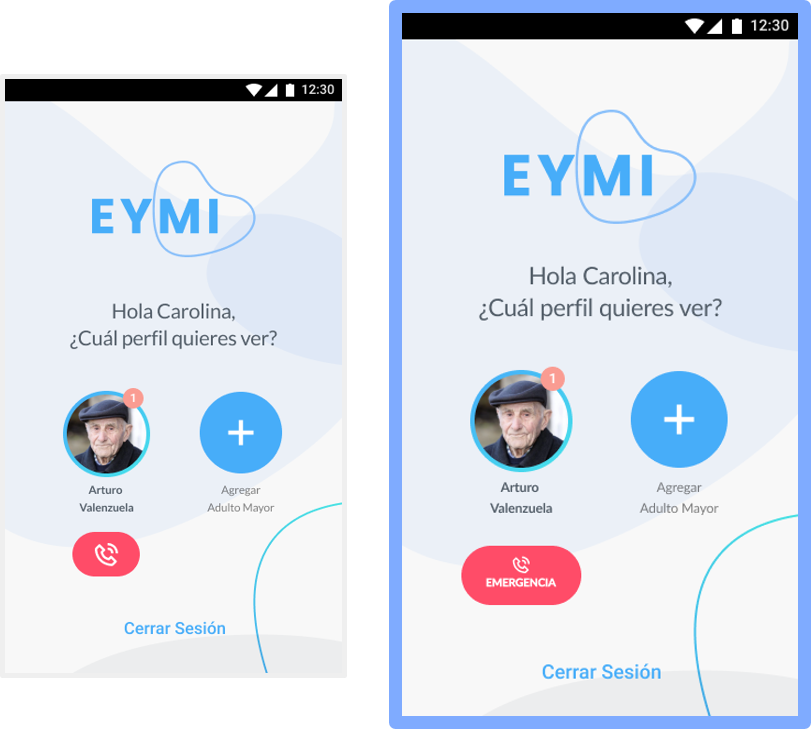 12:30
EYMI
Hola Carolina,
¿Cuál perfil quieres ver?
1
Arturo
Valenzuela
Agregar
Adulto Mayor
Cerrar Sesión
12:30
EYMI
Hola Carolina,
¿Cuál perfil quieres ver?
1
Arturo
Valenzuela
Agregar
Adulto Mayor
EMERGENCIA
Cerrar Sesión